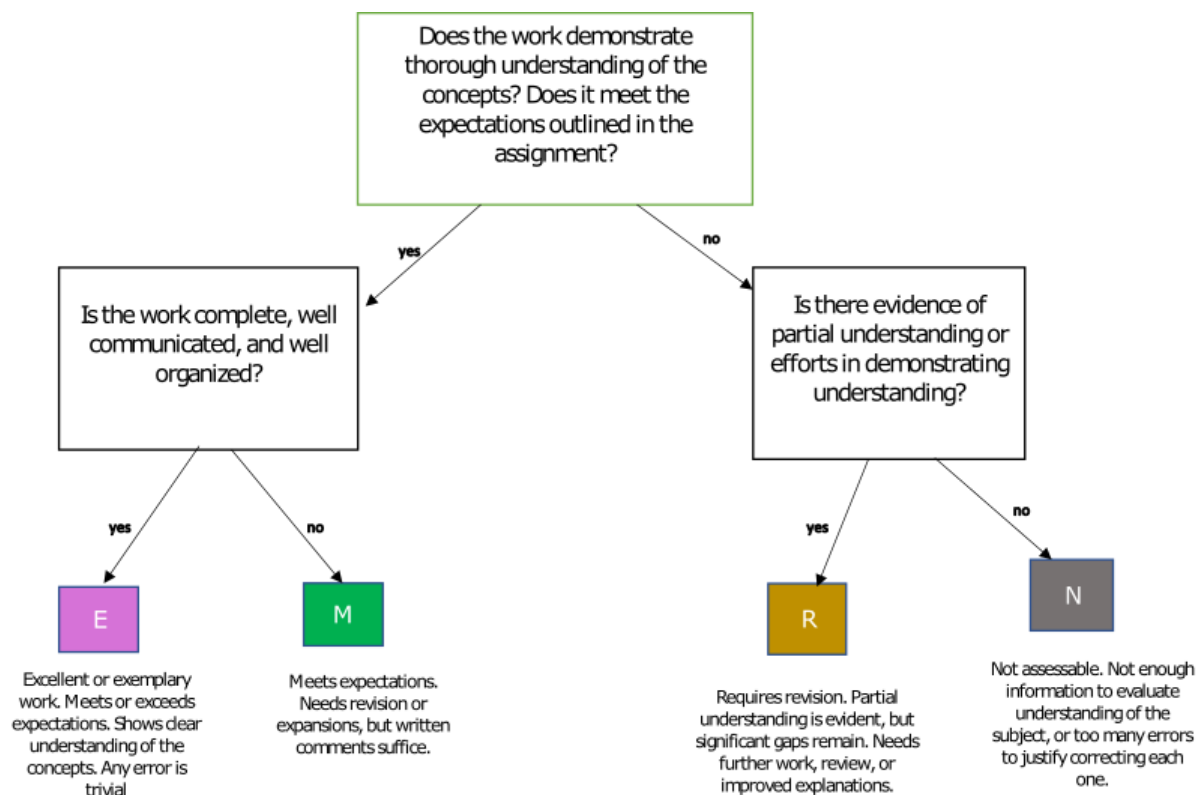 Does the work demonstrate
thorough understanding of the
concepts? Does it meet the
expectations outlined in the
assignment?
yes
no
Is the work complete, well
communicated, and well
organized?
Is there evidence of
partial understanding or
efforts in demonstrating
understanding?
yes
no
yes
no
E
M
R
N
Excellent or exemplary
work. Meets or exceeds
expectations. Shows clear
understanding of the
concepts. Any error is
trivial
Meets expectations.
Needs revision or
expansions, but written
comments suffice.
Requires revision. Partial
understanding is evident, but
significant gaps remain. Needs
further work, review, or
improved explanations.
Not assessable. Not enough
information to evaluate
understanding of the
subject, or too many errors
to justify correcting each
one.